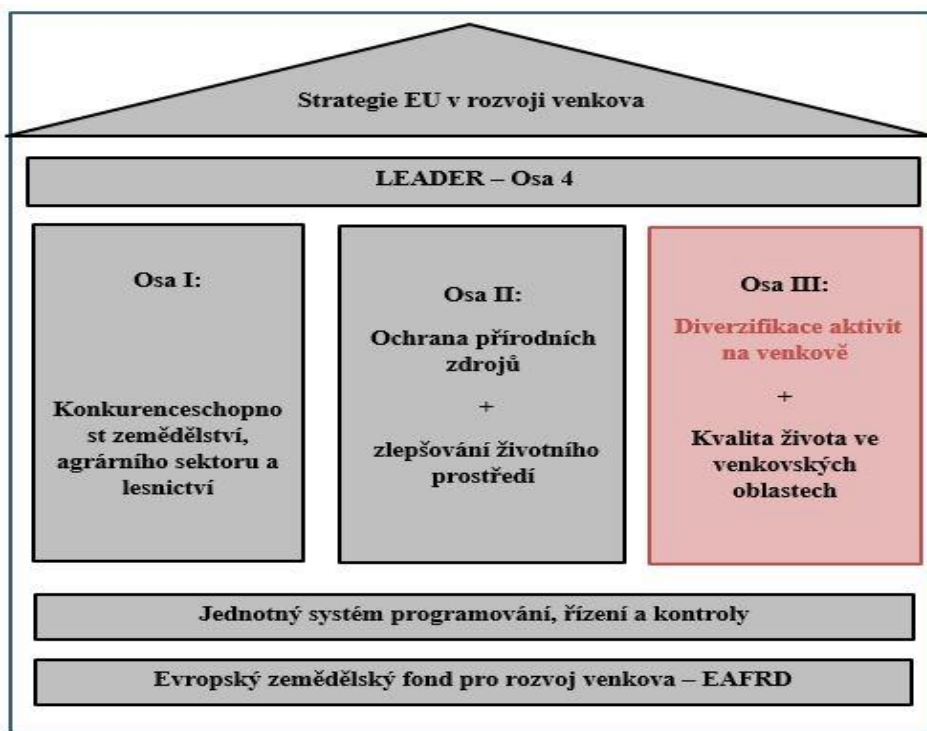 Strategie EU v rozvoji venkova
LEADER – Osa 4
Osa I:
Konkurenceschopno
st zemědělství,
agrárního sektoru a
lesnictví
Osa II:
Ochrana přírodních
zdrojů
+
zlepšování životního
prostředí
Osa III:
Diverzifikace aktivit
na venkově
+
Kvalita života ve
venkovských
oblastech
Jednotný systém programování, řízení a kontroly
Evropský zemědělský fond pro rozvoj venkova – EAFRD